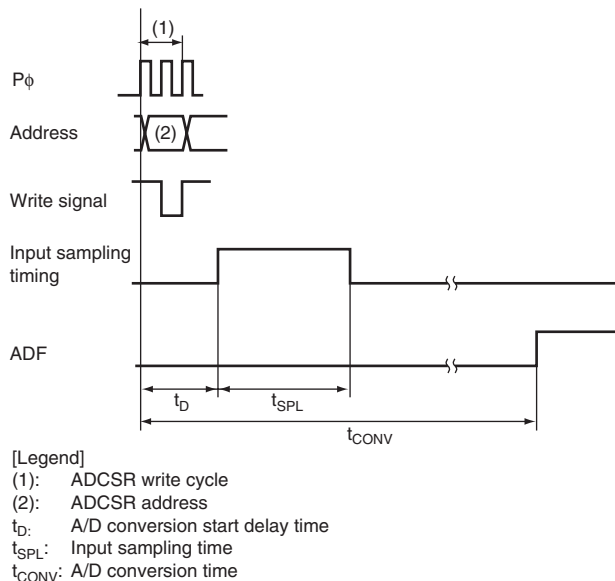 (1)
Pϕ
Address
(2)
Write signal
Input sampling
timing
ADF
tD
tSPL
tCONV
[Legend]
(1): ADCSR write cycle
(2): ADCSR address
tD: A/D conversion start delay time
tSPL: Input sampling time
tCONV: A/D conversion time